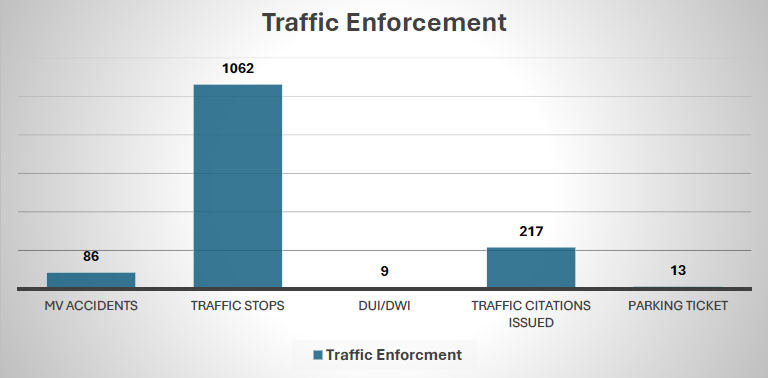 Traffic Enforcement
1062
86
9
217
13
MV ACCIDENTS
TRAFFIC STOPS
DUI/DWI
TRAFFIC CITATIONS
ISSUED
PARKING TICKET
Traffic Enforcment